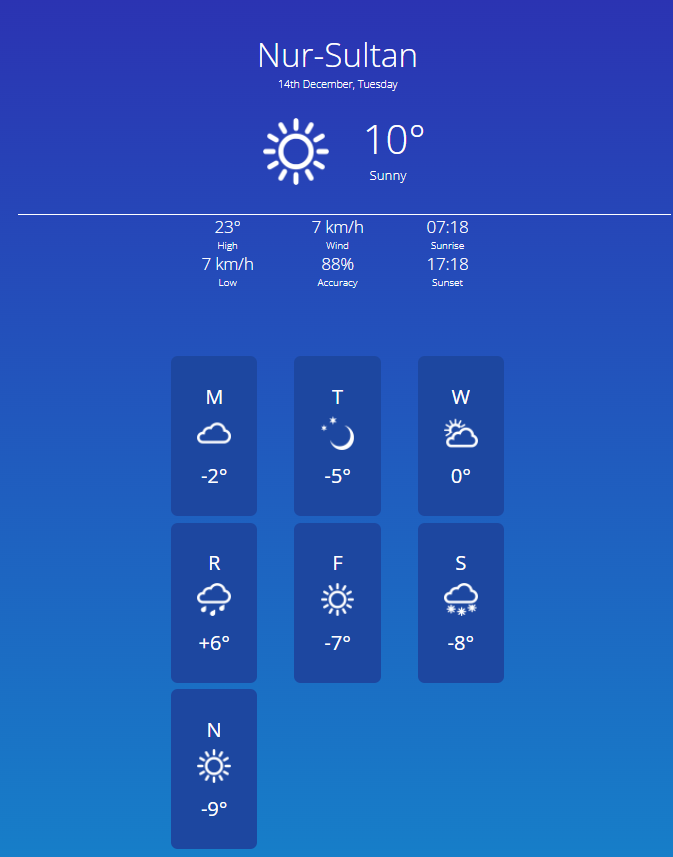 Nur-Sultan
14th December, Tuesday
10°
Sunny
23° 7 km/h 07:18
High Wind Sunrise
7 km/h 88% 17:18
Low Accuracy Sunset
M T W
-2° -5° 0°
R F S
+6° -7° -8°
N
-9°